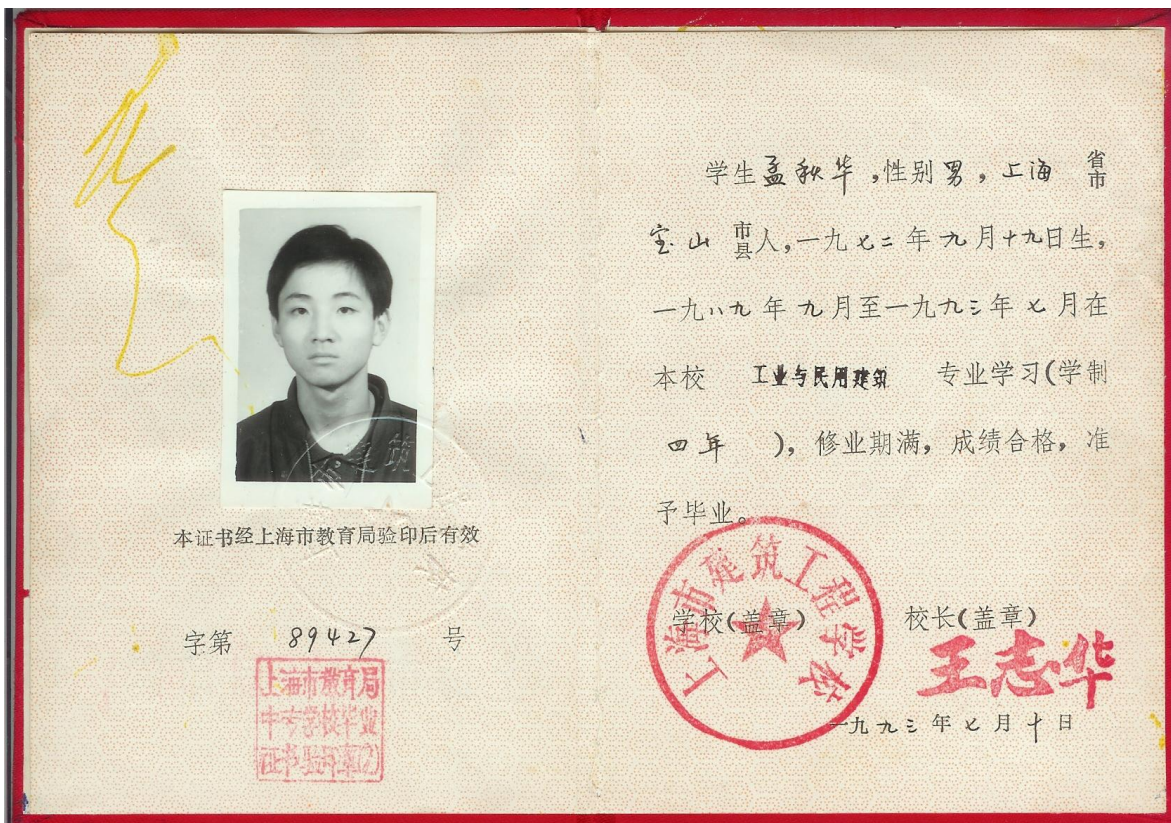 本证书经上海市教育局验印后有效
字第 89427 号
上海市教育局
中专学校毕业
证书验印章(2)
学生孟秋华,性别男,上海 省市
宝山 市县人,一九七二年九月十九日生,
一九八九年九月至一九九三年七月在
本校 工业与民用建筑 专业学习(学制
四年 ),修业期满,成绩合格,准
予毕业。
上海市建筑工程学校
学校(盖章) 校长(盖章)
王志华
一九九三年七月十日